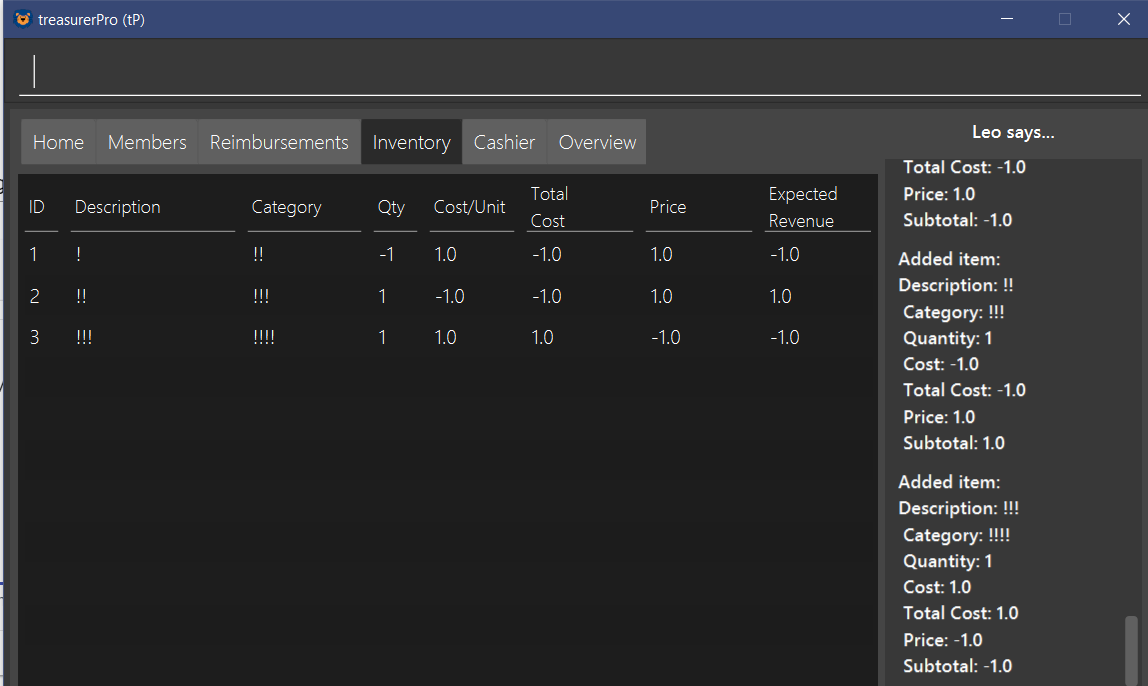 treasurerPro (tP)
Home Members Reimbursements Inventory Cashier Overview
ID Description Category Qty Cost/Unit Total Cost Price Expected Revenue
1 ! !! -1 1.0 -1.0 1.0 -1.0
2 !! !!! 1 -1.0 -1.0 1.0 1.0
3 !!! !!!! 1 1.0 1.0 -1.0 -1.0
Leo says...
Total Cost: -1.0
Price: 1.0
Subtotal: -1.0
Added item:
Description: !!
Category: !!!
Quantity: 1
Cost: -1.0
Total Cost: -1.0
Price: 1.0
Subtotal: 1.0
Added item:
Description: !!!
Category: !!!!
Quantity: 1
Cost: 1.0
Total Cost: 1.0
Price: -1.0
Subtotal: -1.0